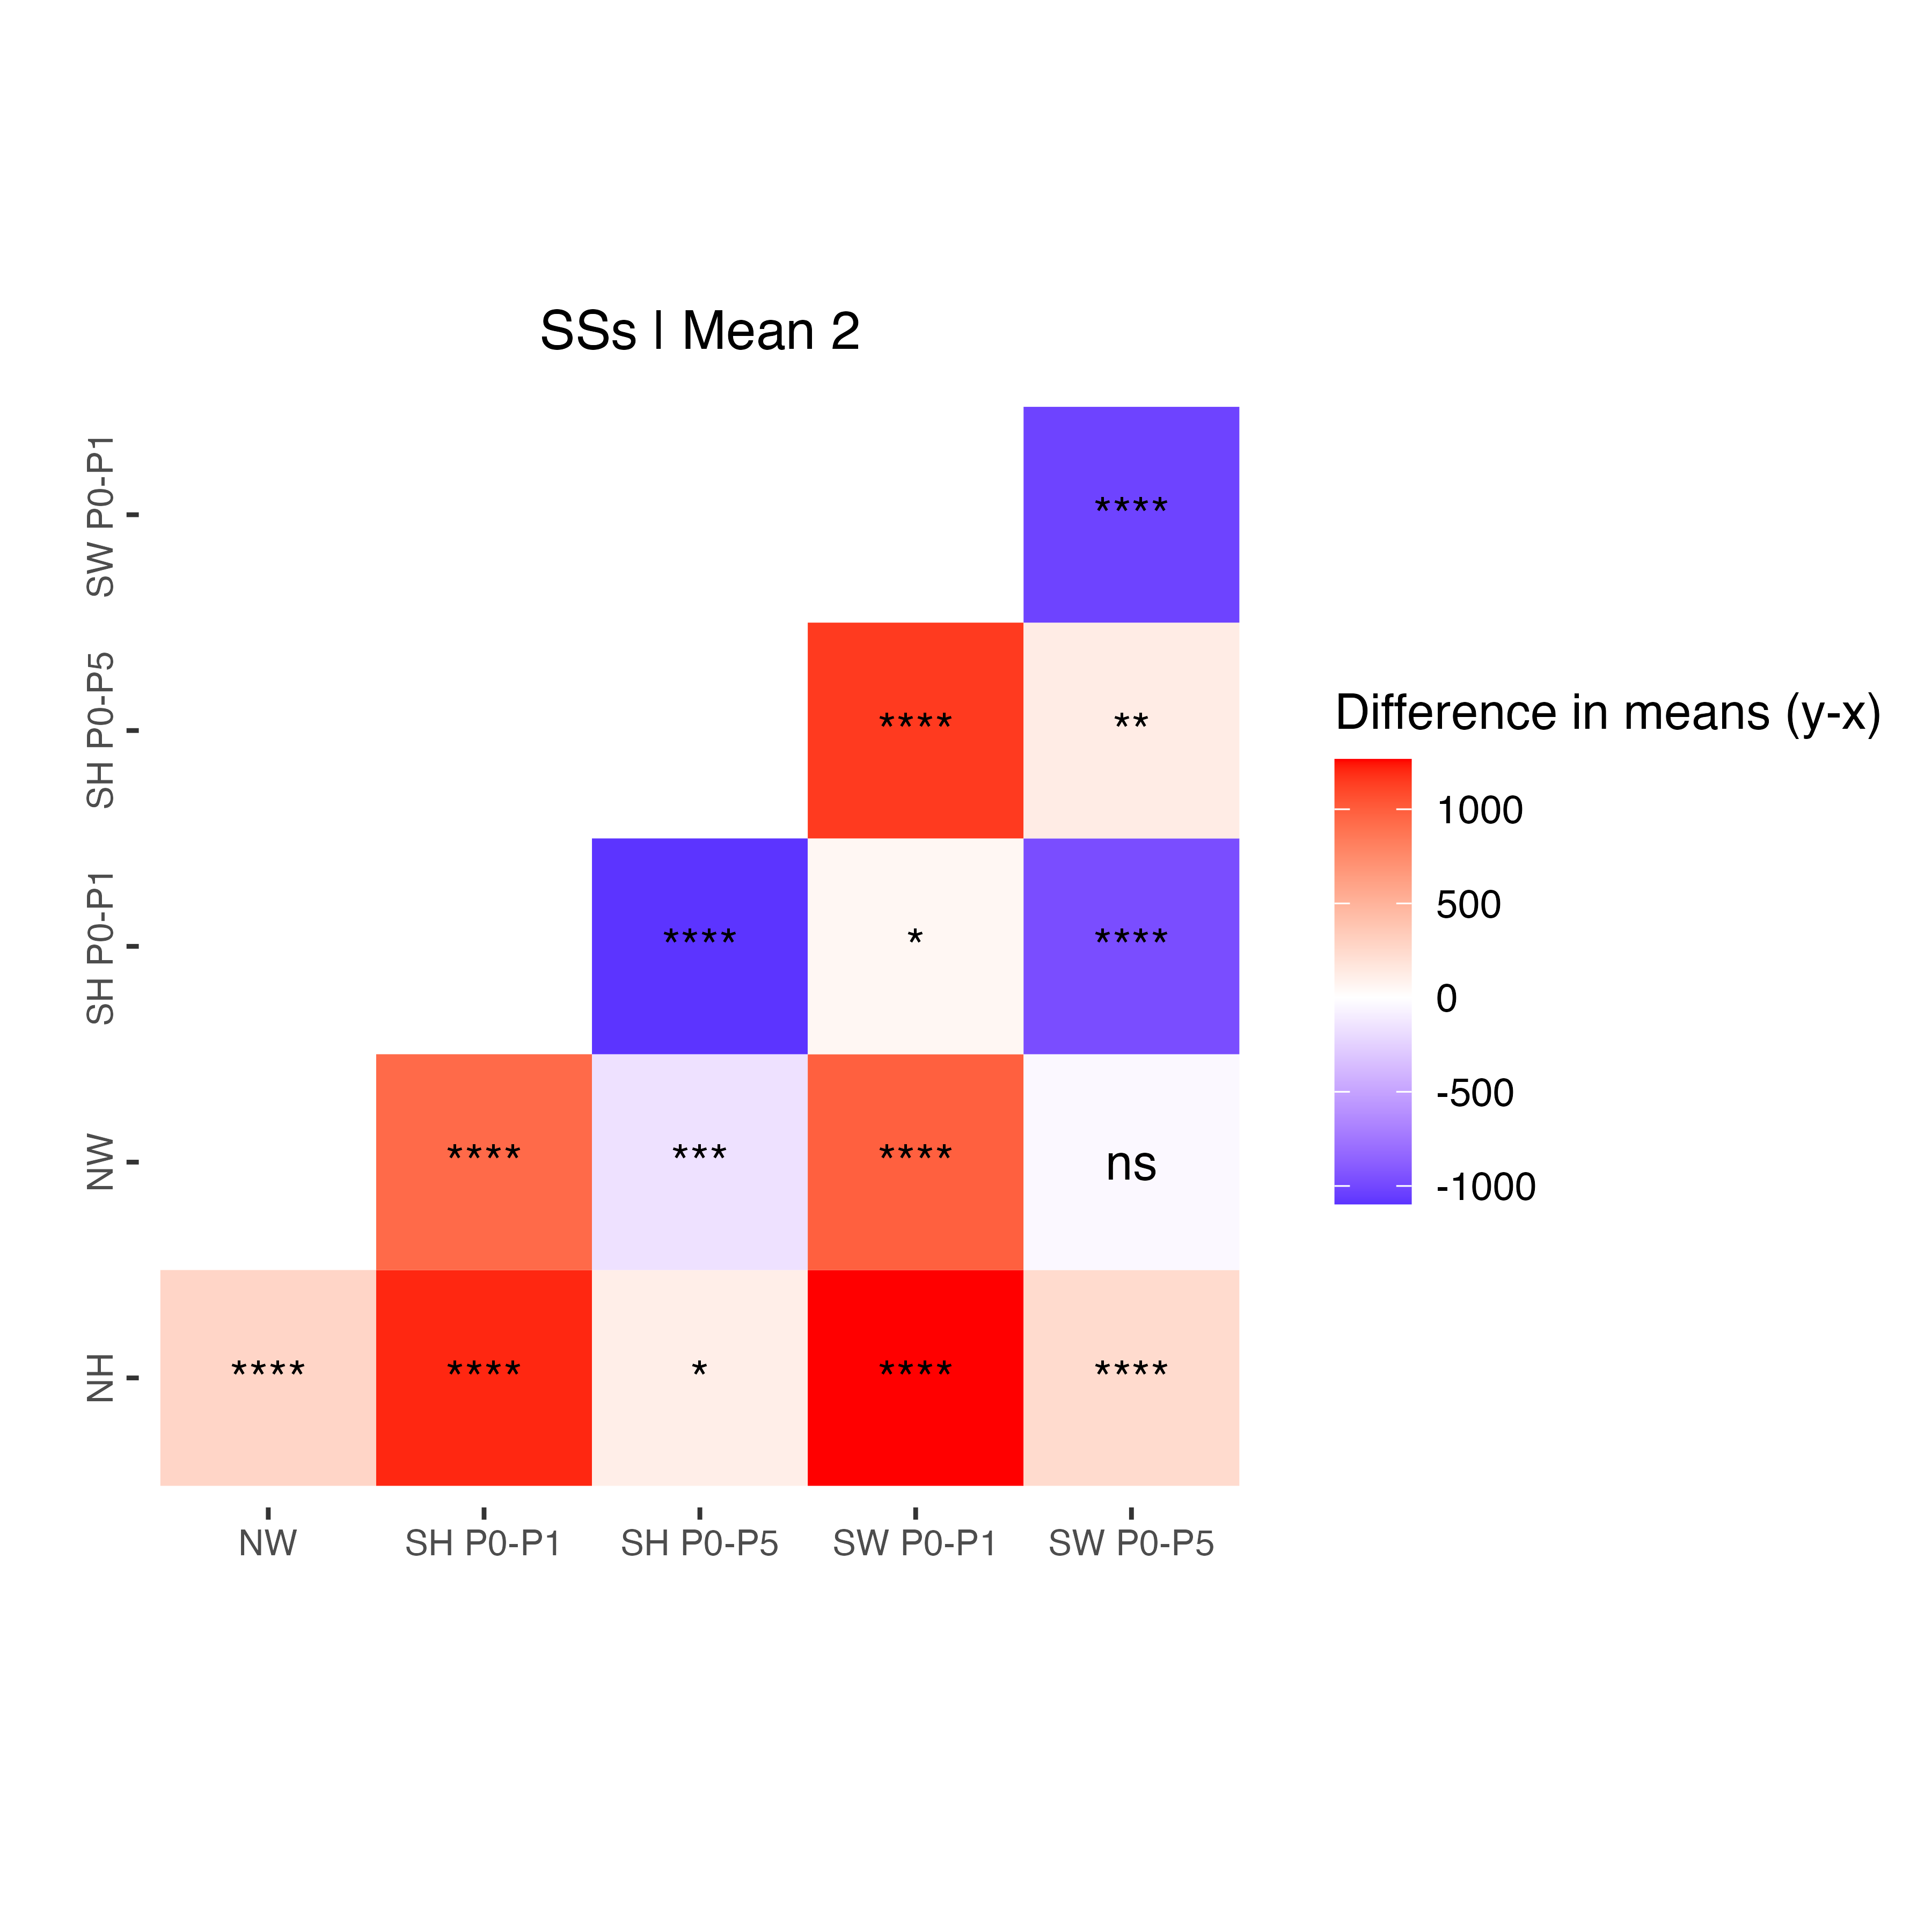 SSs | Mean 2
SW P0-P1
****
SH P0-P5
**** **
SH P0-P1
**** * ****
NW
**** *** **** ns
NH
**** **** * **** ****
NW SH P0-P1 SH P0-P5 SW P0-P1 SW P0-P5
Difference in means (y-x)
1000
500
0
-500
-1000